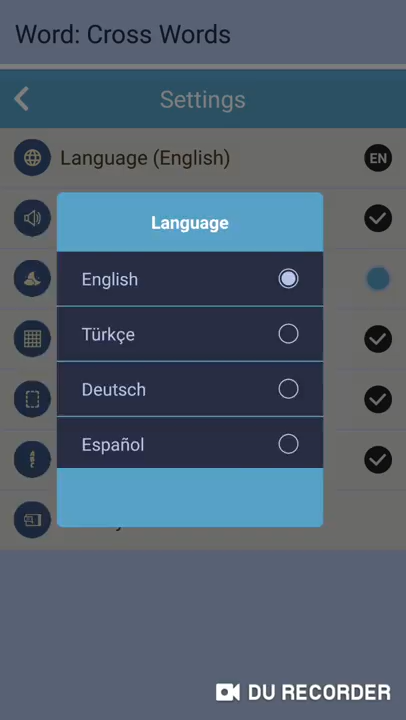 Word: Cross Words
Settings
Language (English)
EN
Language
English
Türkçe
Deutsch
Español
DU RECORDER